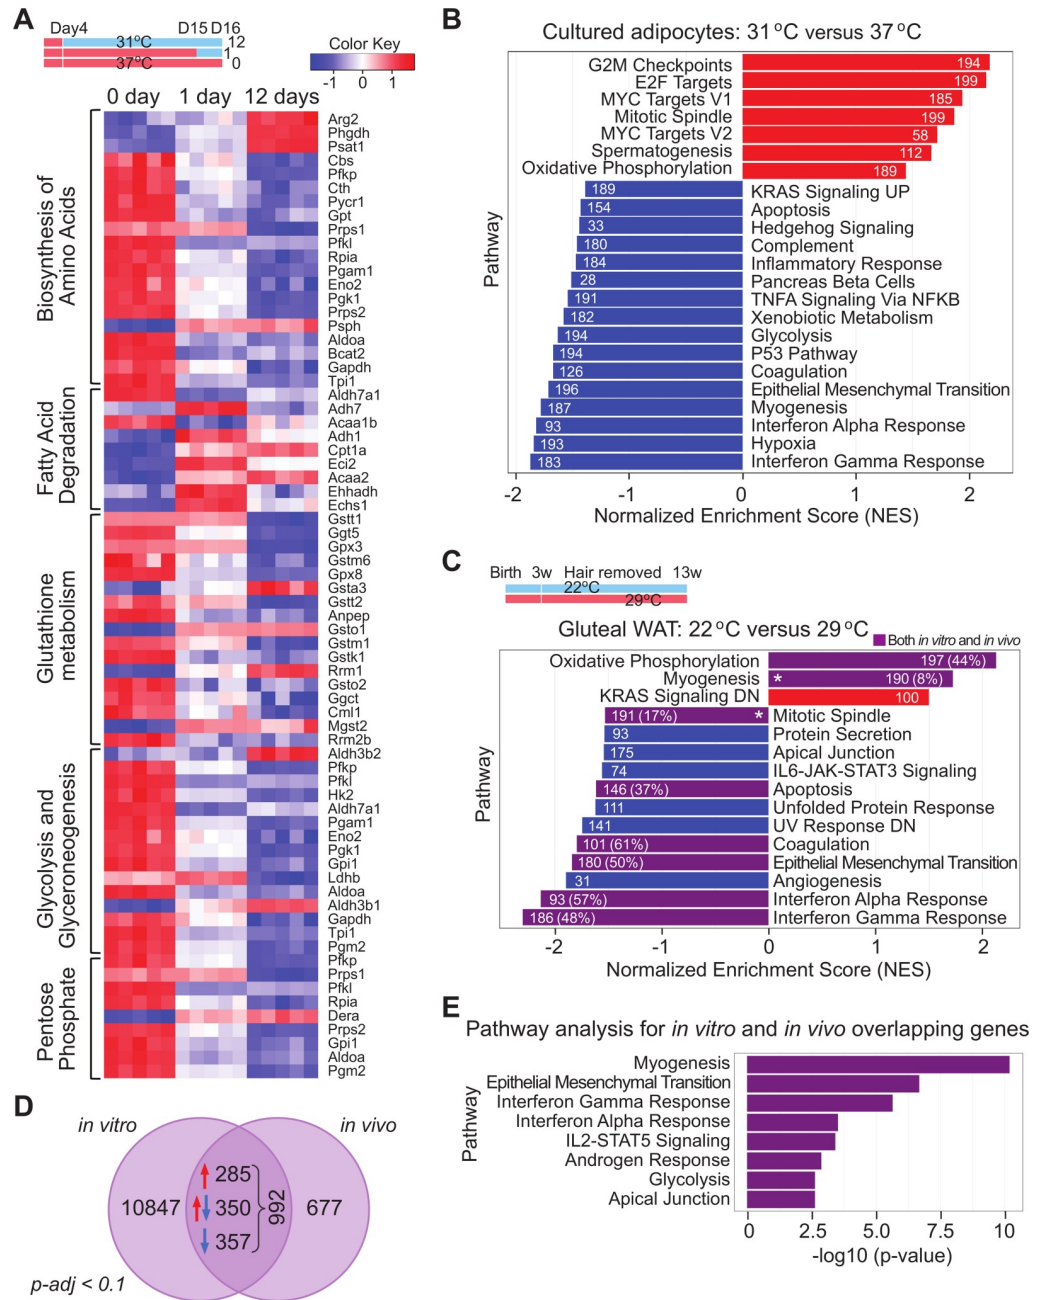 A
Day4 D15 D16
31°C 12
1
37°C 0
Color Key
-1 0 1
0 day 1 day 12 days
Biosynthesis of
Amino Acids
Arg2
Phgdh
Psat1
Cbs
Pfkp
Cth
Pycr1
Gpt
Prps1
Pfkl
Rpia
Pgam1
Eno2
Pgk1
Prps2
Psph
Aldoa
Bcat2
Gapdh
Tpi1
Fatty Acid
Degradation
Aldh7a1
Adh7
Acaa1b
Adh1
Cpt1a
Eci2
Acaa2
Ehhadh
Echs1
Glutathione
metabolism
Gstt1
Ggt5
Gpx3
Gstm6
Gpx8
Gsta3
Gstt2
Anpep
Gsto1
Gstm1
Gstk1
Rrm1
Gsto2
Ggct
Cml1
Mgst2
Rrm2b
Glycolysis and
Glyceroneogenesis
Aldh3b2
Pfkp
Pfkl
Hk2
Aldh7a1
Pgam1
Eno2
Pgk1
Gpi1
Ldhb
Aldoa
Aldh3b1
Gapdh
Tpi1
Pgm2
Pentose
Phosphate
Pfkp
Prps1
Pfkl
Rpia
Dera
Prps2
Gpi1
Aldoa
Pgm2
B
Cultured adipocytes: 31°C versus 37°C
Pathway
G2M Checkpoints 194
E2F Targets 199
MYC Targets V1 185
Mitotic Spindle 199
MYC Targets V2 58
Spermatogenesis 112
Oxidative Phosphorylation 189
189 KRAS Signaling UP
154 Apoptosis
33 Hedgehog Signaling
180 Complement
184 Inflammatory Response
28 Pancreas Beta Cells
191 TNFA Signaling Via NFKB
182 Xenobiotic Metabolism
194 Glycolysis
194 P53 Pathway
126 Coagulation
196 Epithelial Mesenchymal Transition
187 Myogenesis
93 Interferon Alpha Response
193 Hypoxia
183 Interferon Gamma Response
-2 -1 0 1 2
Normalized Enrichment Score (NES)
C
Birth 3w Hair removed 13w
22°C
29°C
Gluteal WAT: 22°C versus 29°C
Both in vitro and in vivo
Pathway
Oxidative Phosphorylation 197 (44%)
Myogenesis * 190 (8%)
KRAS Signaling DN 100
191 (17%) * Mitotic Spindle
93 Protein Secretion
175 Apical Junction
74 IL6-JAK-STAT3 Signaling
146 (37%) Apoptosis
111 Unfolded Protein Response
141 UV Response DN
101 (61%) Coagulation
180 (50%) Epithelial Mesenchymal Transition
31 Angiogenesis
93 (57%) Interferon Alpha Response
186 (48%) Interferon Gamma Response
-2 -1 0 1 2
Normalized Enrichment Score (NES)
D
in vitro in vivo
285
10847 350 992 677
357
p-adj < 0.1
E
Pathway analysis for in vitro and in vivo overlapping genes
Pathway
Myogenesis
Epithelial Mesenchymal Transition
Interferon Gamma Response
Interferon Alpha Response
IL2-STAT5 Signaling
Androgen Response
Glycolysis
Apical Junction
0 2.5 5.0 7.5 10
-log10 (p-value)